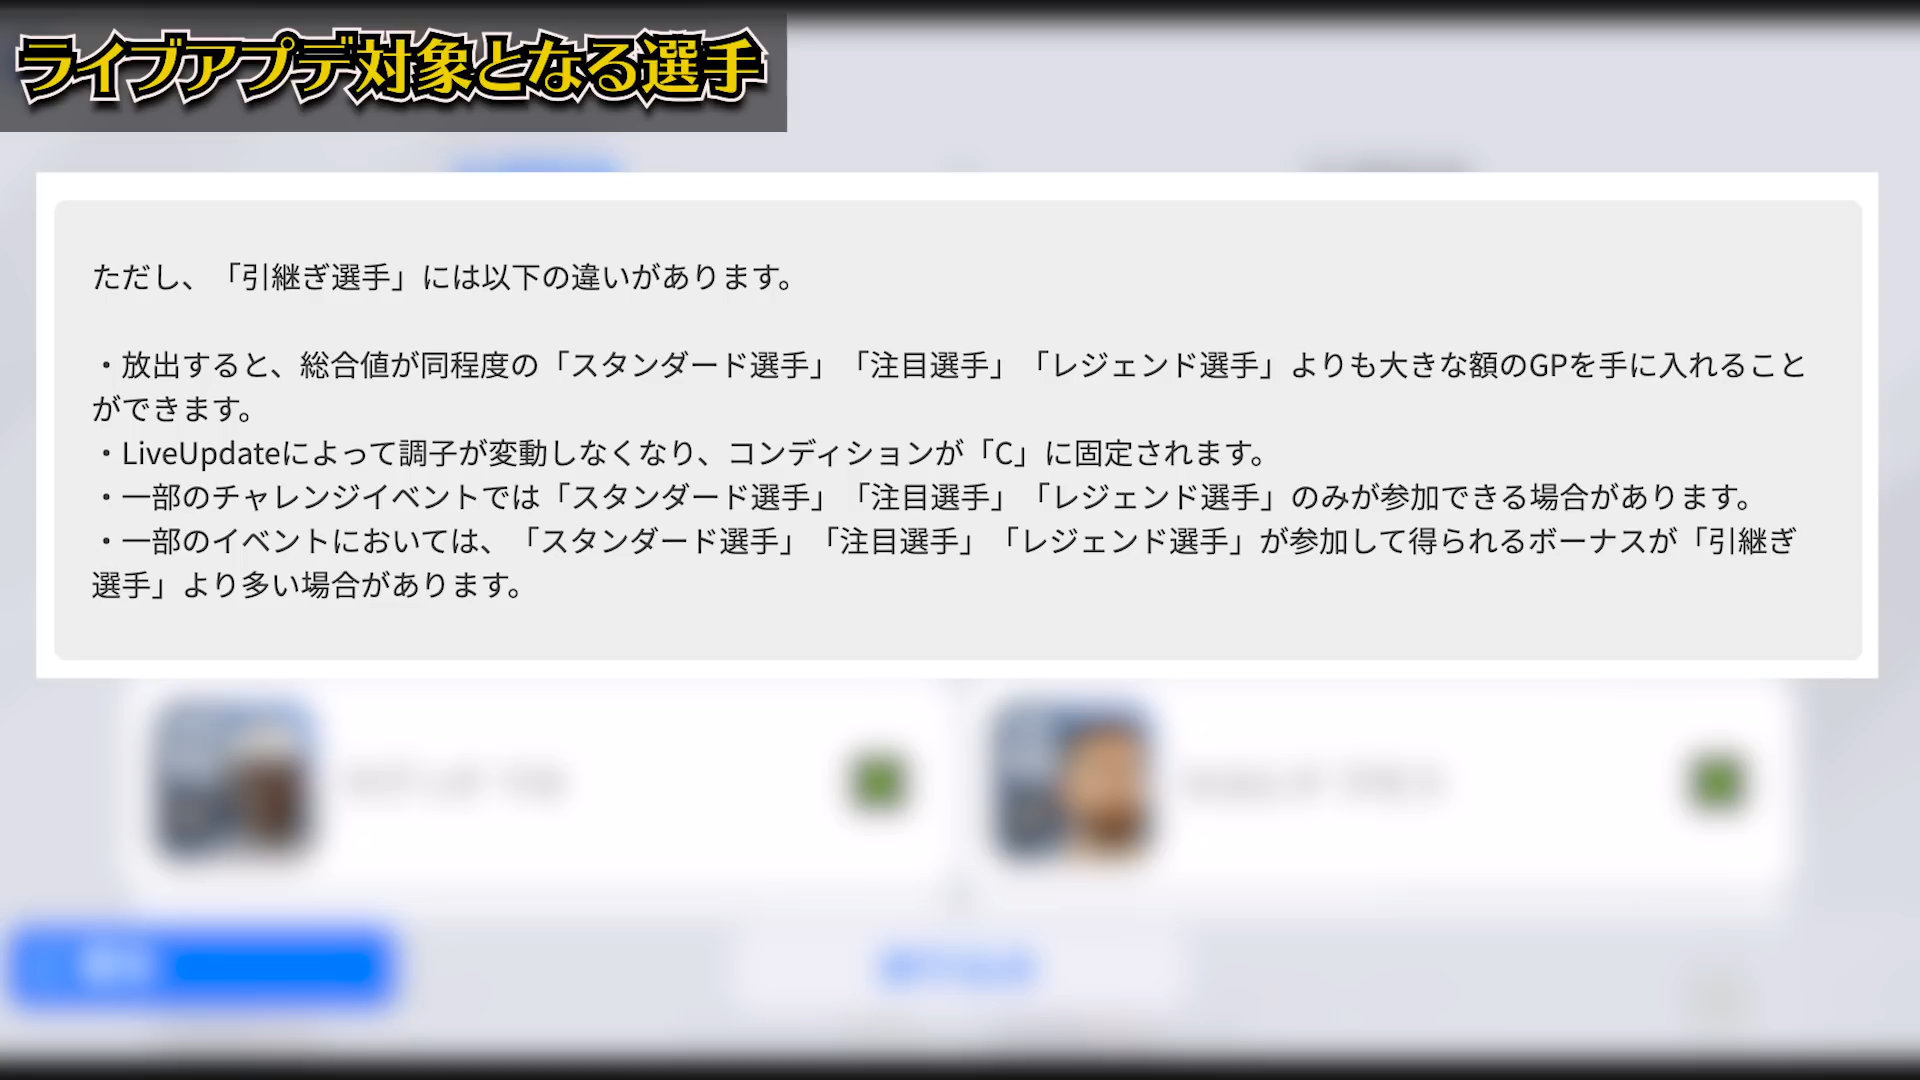 ライブアプデ対象となる選手
ただし、「引継ぎ選手」には以下の違いがあります。
・放出すると、総合値が同程度の「スタンダード選手」「注目選手」「レジェンド選手」よりも大きな額のGPを手に入れること
ができます。
・LiveUpdateによって調子が変動しなくなり、コンディションが「C」に固定されます。
・一部のチャレンジイベントでは「スタンダード選手」「注目選手」「レジェンド選手」のみが参加できる場合があります。
・一部のイベントにおいては、「スタンダード選手」「注目選手」「レジェンド選手」が参加して得られるボーナスが「引継ぎ
選手」より多い場合があります。